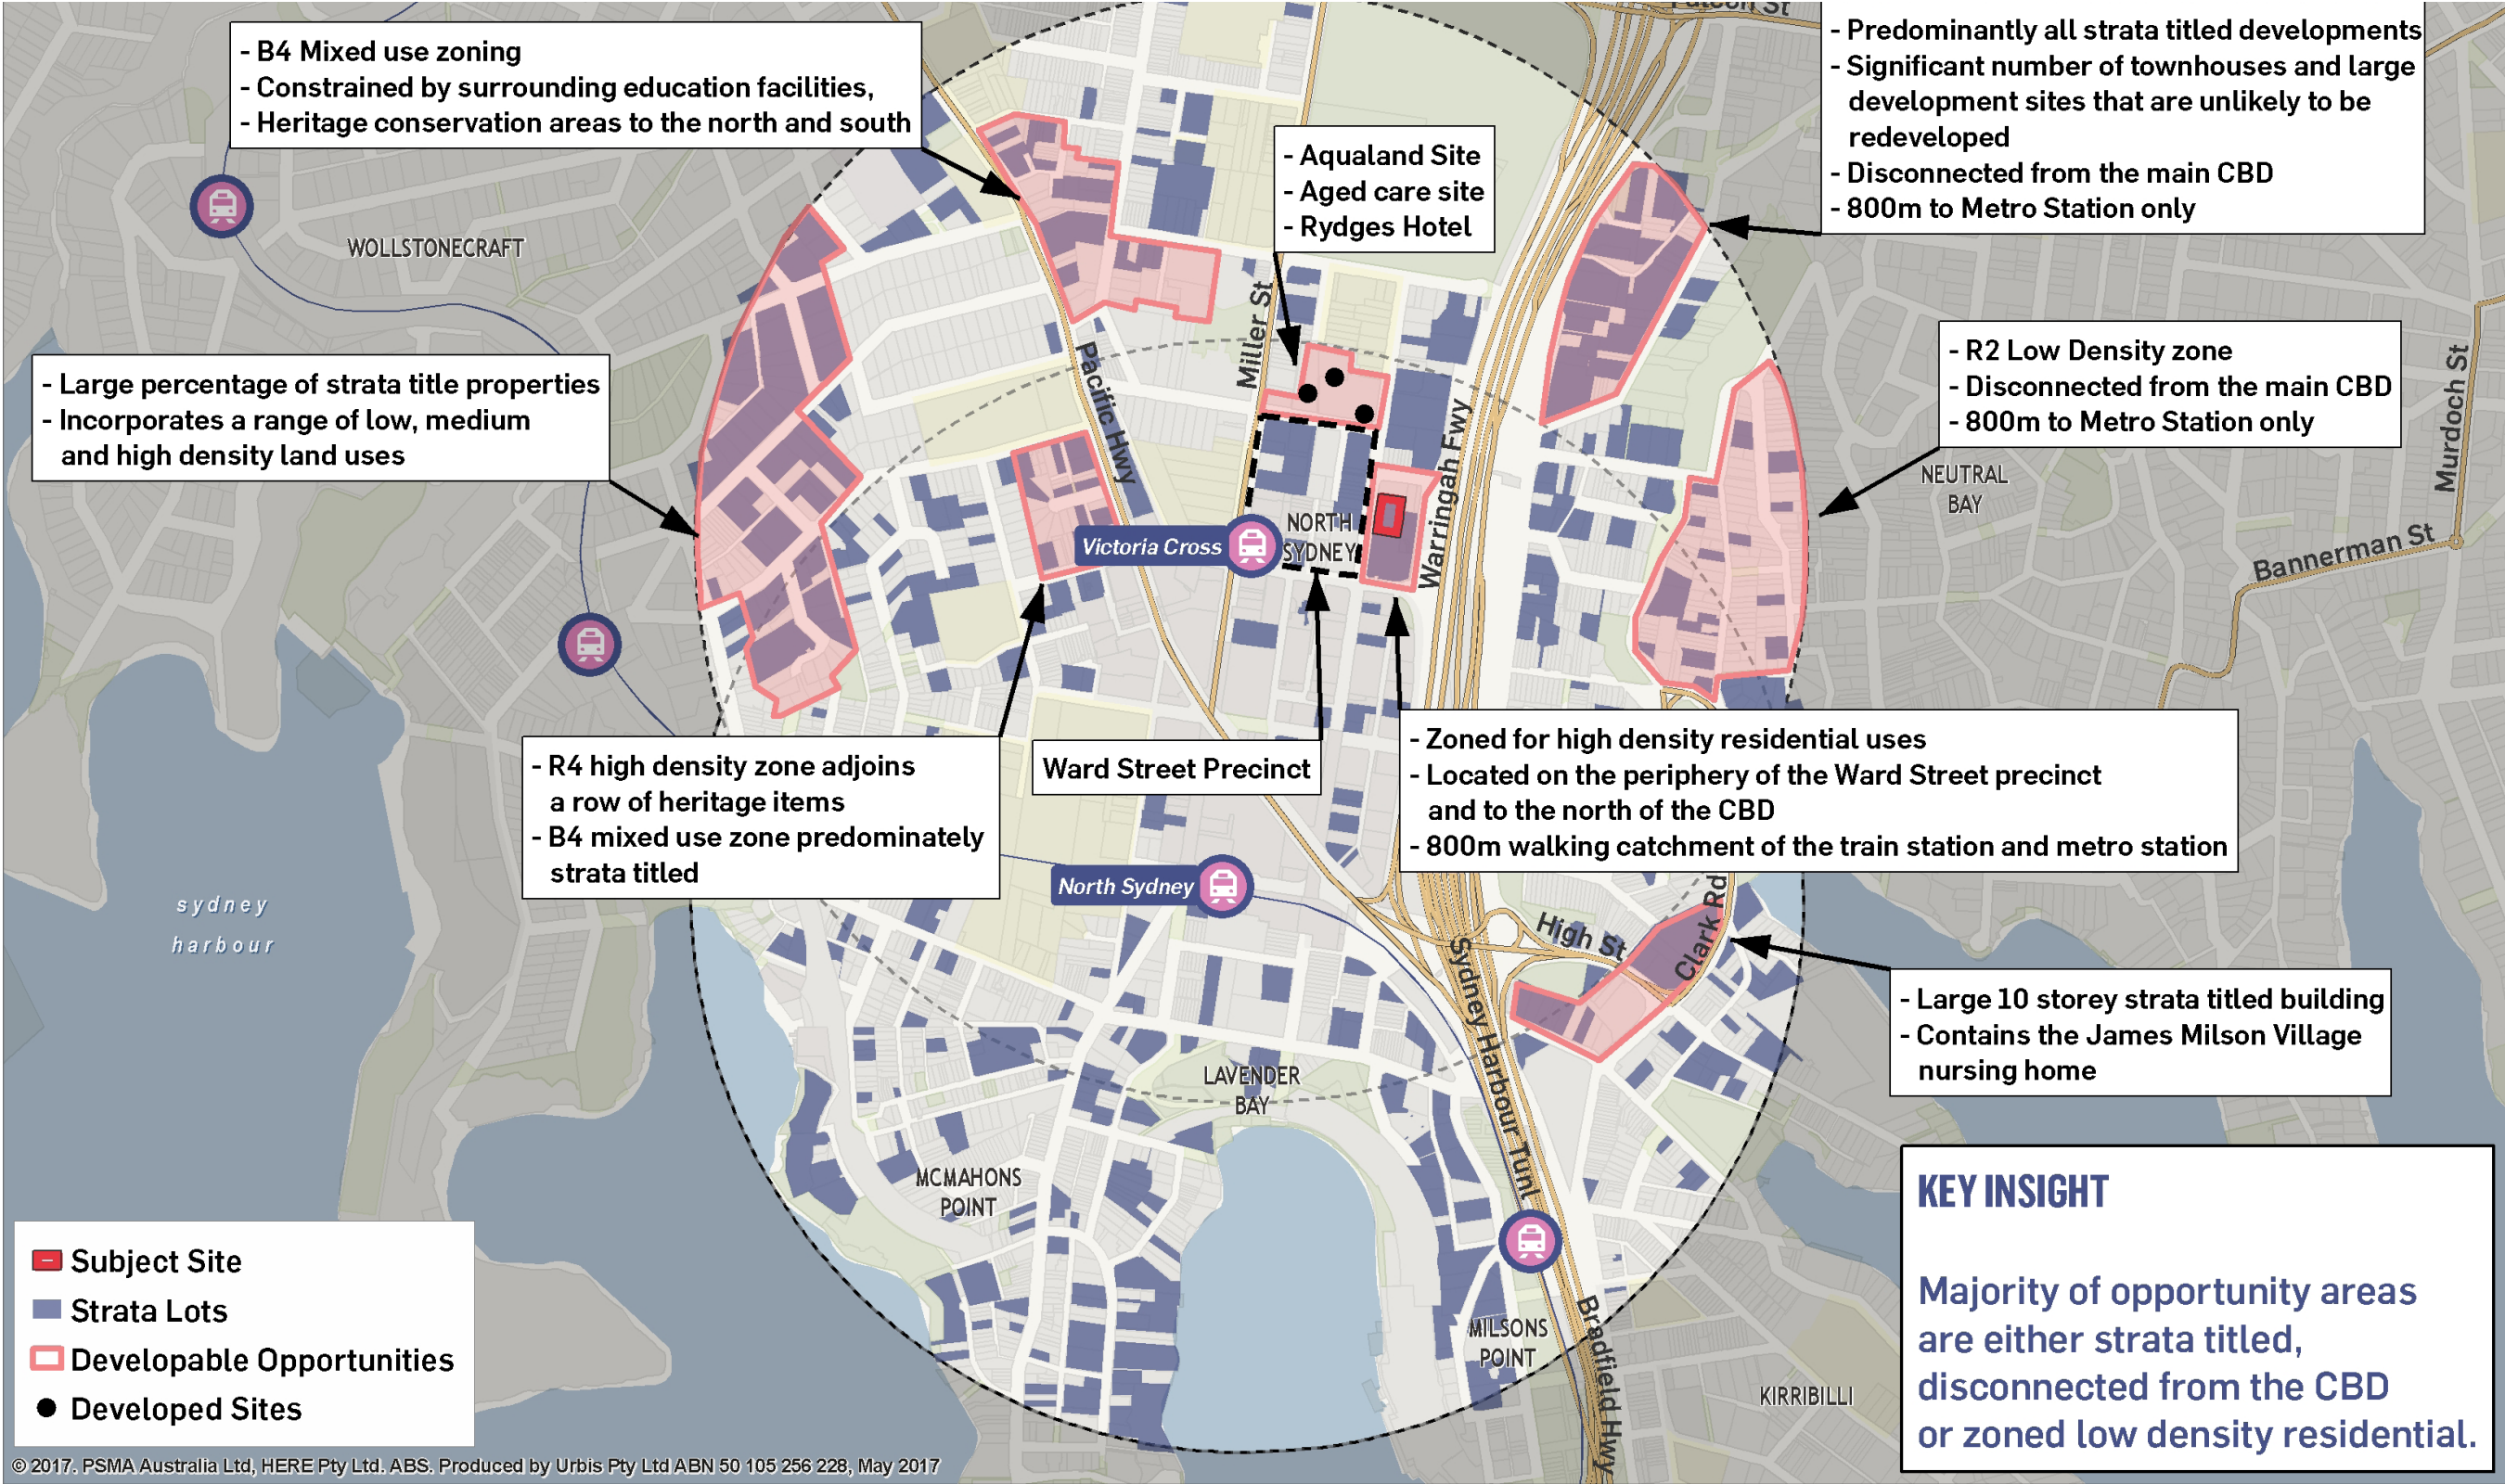 - B4 Mixed use zoning
- Constrained by surrounding education facilities,
- Heritage conservation areas to the north and south
- Predominantly all strata titled developments
- Significant number of townhouses and large
development sites that are unlikely to be
redeveloped
- Disconnected from the main CBD
- 800m to Metro Station only
- Aqualand Site
- Aged care site
- Rydges Hotel
WOLLSTONECRAFT
Miller St
Pacific Hwy
Warringah Fwy
- Large percentage of strata title properties
- Incorporates a range of low, medium
and high density land uses
- R2 Low Density zone
- Disconnected from the main CBD
- 800m to Metro Station only
Murdoch St
NEUTRAL
BAY
Bannerman St
NORTH
SYDNEY
Victoria Cross
- R4 high density zone adjoins
a row of heritage items
- B4 mixed use zone predominately
strata titled
Ward Street Precinct
- Zoned for high density residential uses
- Located on the periphery of the Ward Street precinct
and to the north of the CBD
- 800m walking catchment of the train station and metro station
North Sydney
sydney
harbour
High St
Clark Rd
Sydney Harbour Tunl
- Large 10 storey strata titled building
- Contains the James Milson Village
nursing home
LAVENDER
BAY
MCMAHONS
POINT
MILSONS
POINT
Bradfield Hwy
KIRRIBILLI
Subject Site
Strata Lots
Developable Opportunities
Developed Sites
KEY INSIGHT
Majority of opportunity areas
are either strata titled,
disconnected from the CBD
or zoned low density residential.
© 2017. PSMA Australia Ltd, HERE Pty Ltd. ABS. Produced by Urbis Pty Ltd ABN 50 105 256 228, May 2017